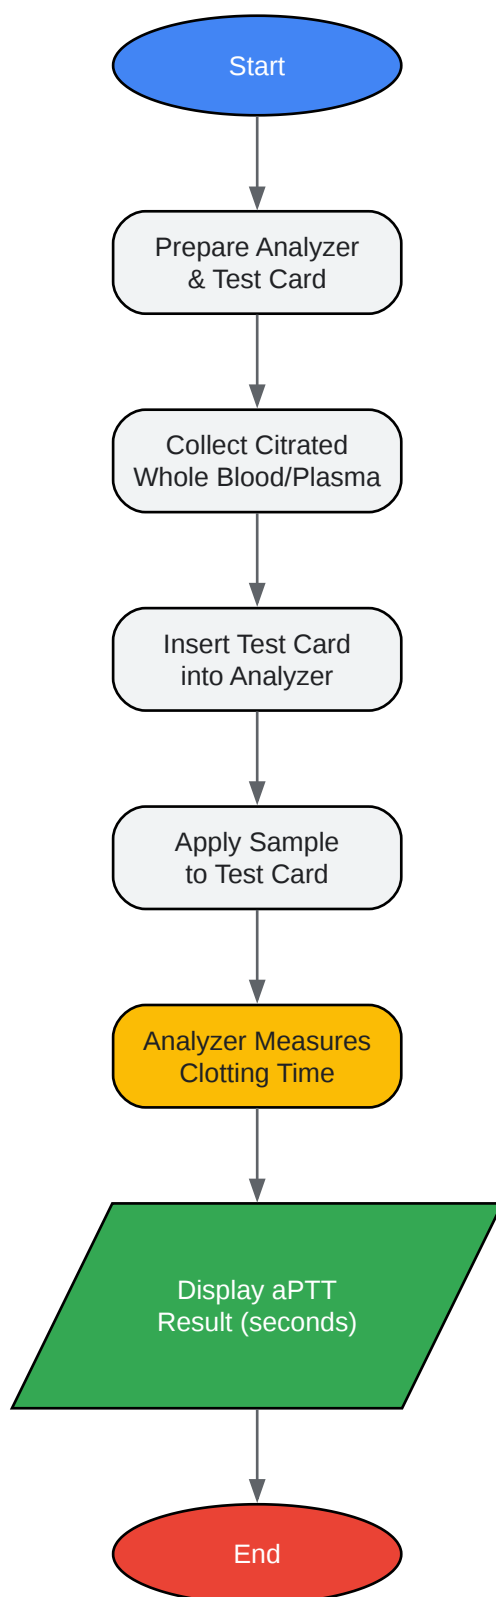 Start
Prepare Analyzer
& Test Card
Collect Citrated
Whole Blood/Plasma
Insert Test Card
into Analyzer
Apply Sample
to Test Card
Analyzer Measures
Clotting Time
Display aPTT
Result (seconds)
End